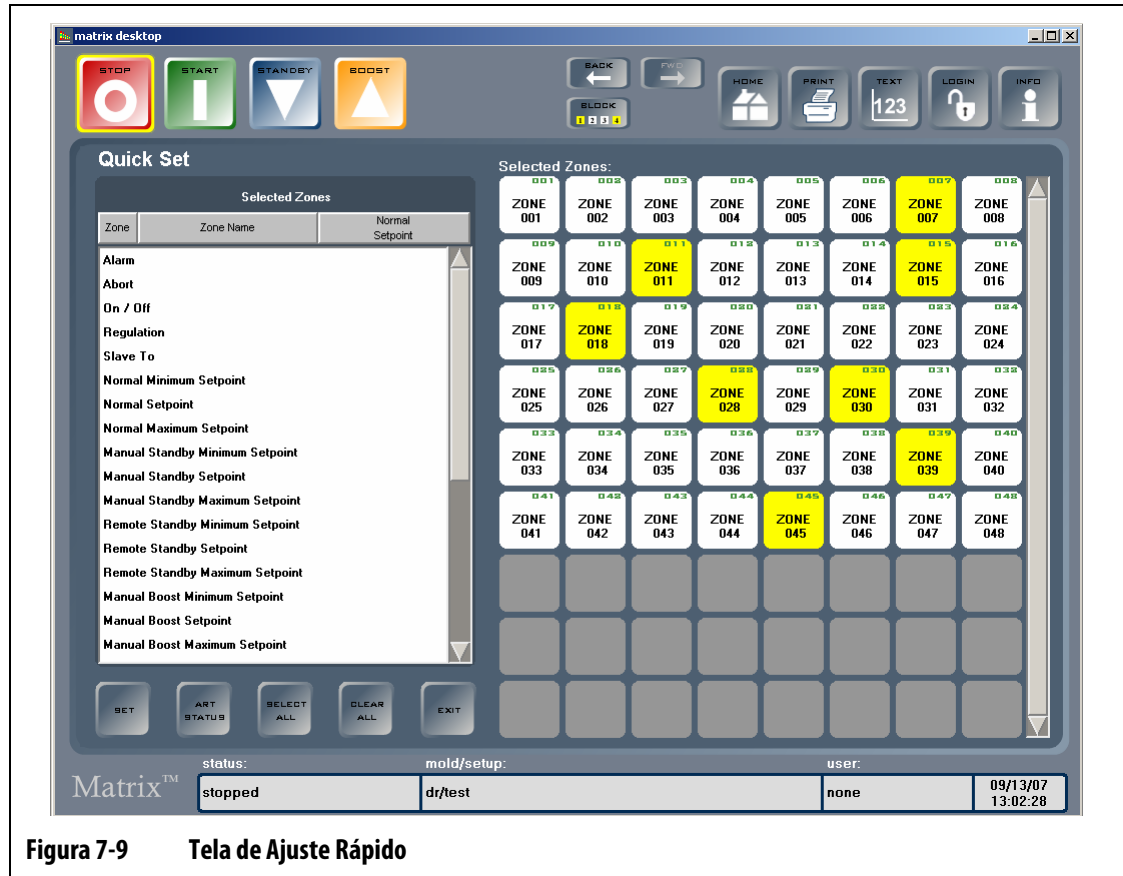 matrix desktop
STOP START STANDBY BOOST
BACK FWD
BLOCK
1 2 3 4
HOME PRINT TEXT LOGIN INFO
123
Quick Set
Selected Zones:
Selected Zones
Zone Zone Name Normal Setpoint
Alarm
Abort
On / Off
Regulation
Slave To
Normal Minimum Setpoint
Normal Setpoint
Normal Maximum Setpoint
Manual Standby Minimum Setpoint
Manual Standby Setpoint
Manual Standby Maximum Setpoint
Remote Standby Minimum Setpoint
Remote Standby Setpoint
Remote Standby Maximum Setpoint
Manual Boost Minimum Setpoint
Manual Boost Setpoint
Manual Boost Maximum Setpoint
SET ART STATUS SELECT ALL CLEAR ALL EXIT
001 002 003 004 005 006 007 008
ZONE ZONE ZONE ZONE ZONE ZONE ZONE ZONE
001 002 003 004 005 006 007 008
009 010 011 012 013 014 015 016
ZONE ZONE ZONE ZONE ZONE ZONE ZONE ZONE
009 010 011 012 013 014 015 016
017 018 019 020 021 022 023 024
ZONE ZONE ZONE ZONE ZONE ZONE ZONE ZONE
017 018 019 020 021 022 023 024
025 026 027 028 029 030 031 032
ZONE ZONE ZONE ZONE ZONE ZONE ZONE ZONE
025 026 027 028 029 030 031 032
033 034 035 036 037 038 039 040
ZONE ZONE ZONE ZONE ZONE ZONE ZONE ZONE
033 034 035 036 037 038 039 040
041 042 043 044 045 046 047 048
ZONE ZONE ZONE ZONE ZONE ZONE ZONE ZONE
041 042 043 044 045 046 047 048
status: mold/setup: user:
Matrix™ stopped dr/test none 09/13/07
13:02:28
Figura 7-9 Tela de Ajuste Rápido